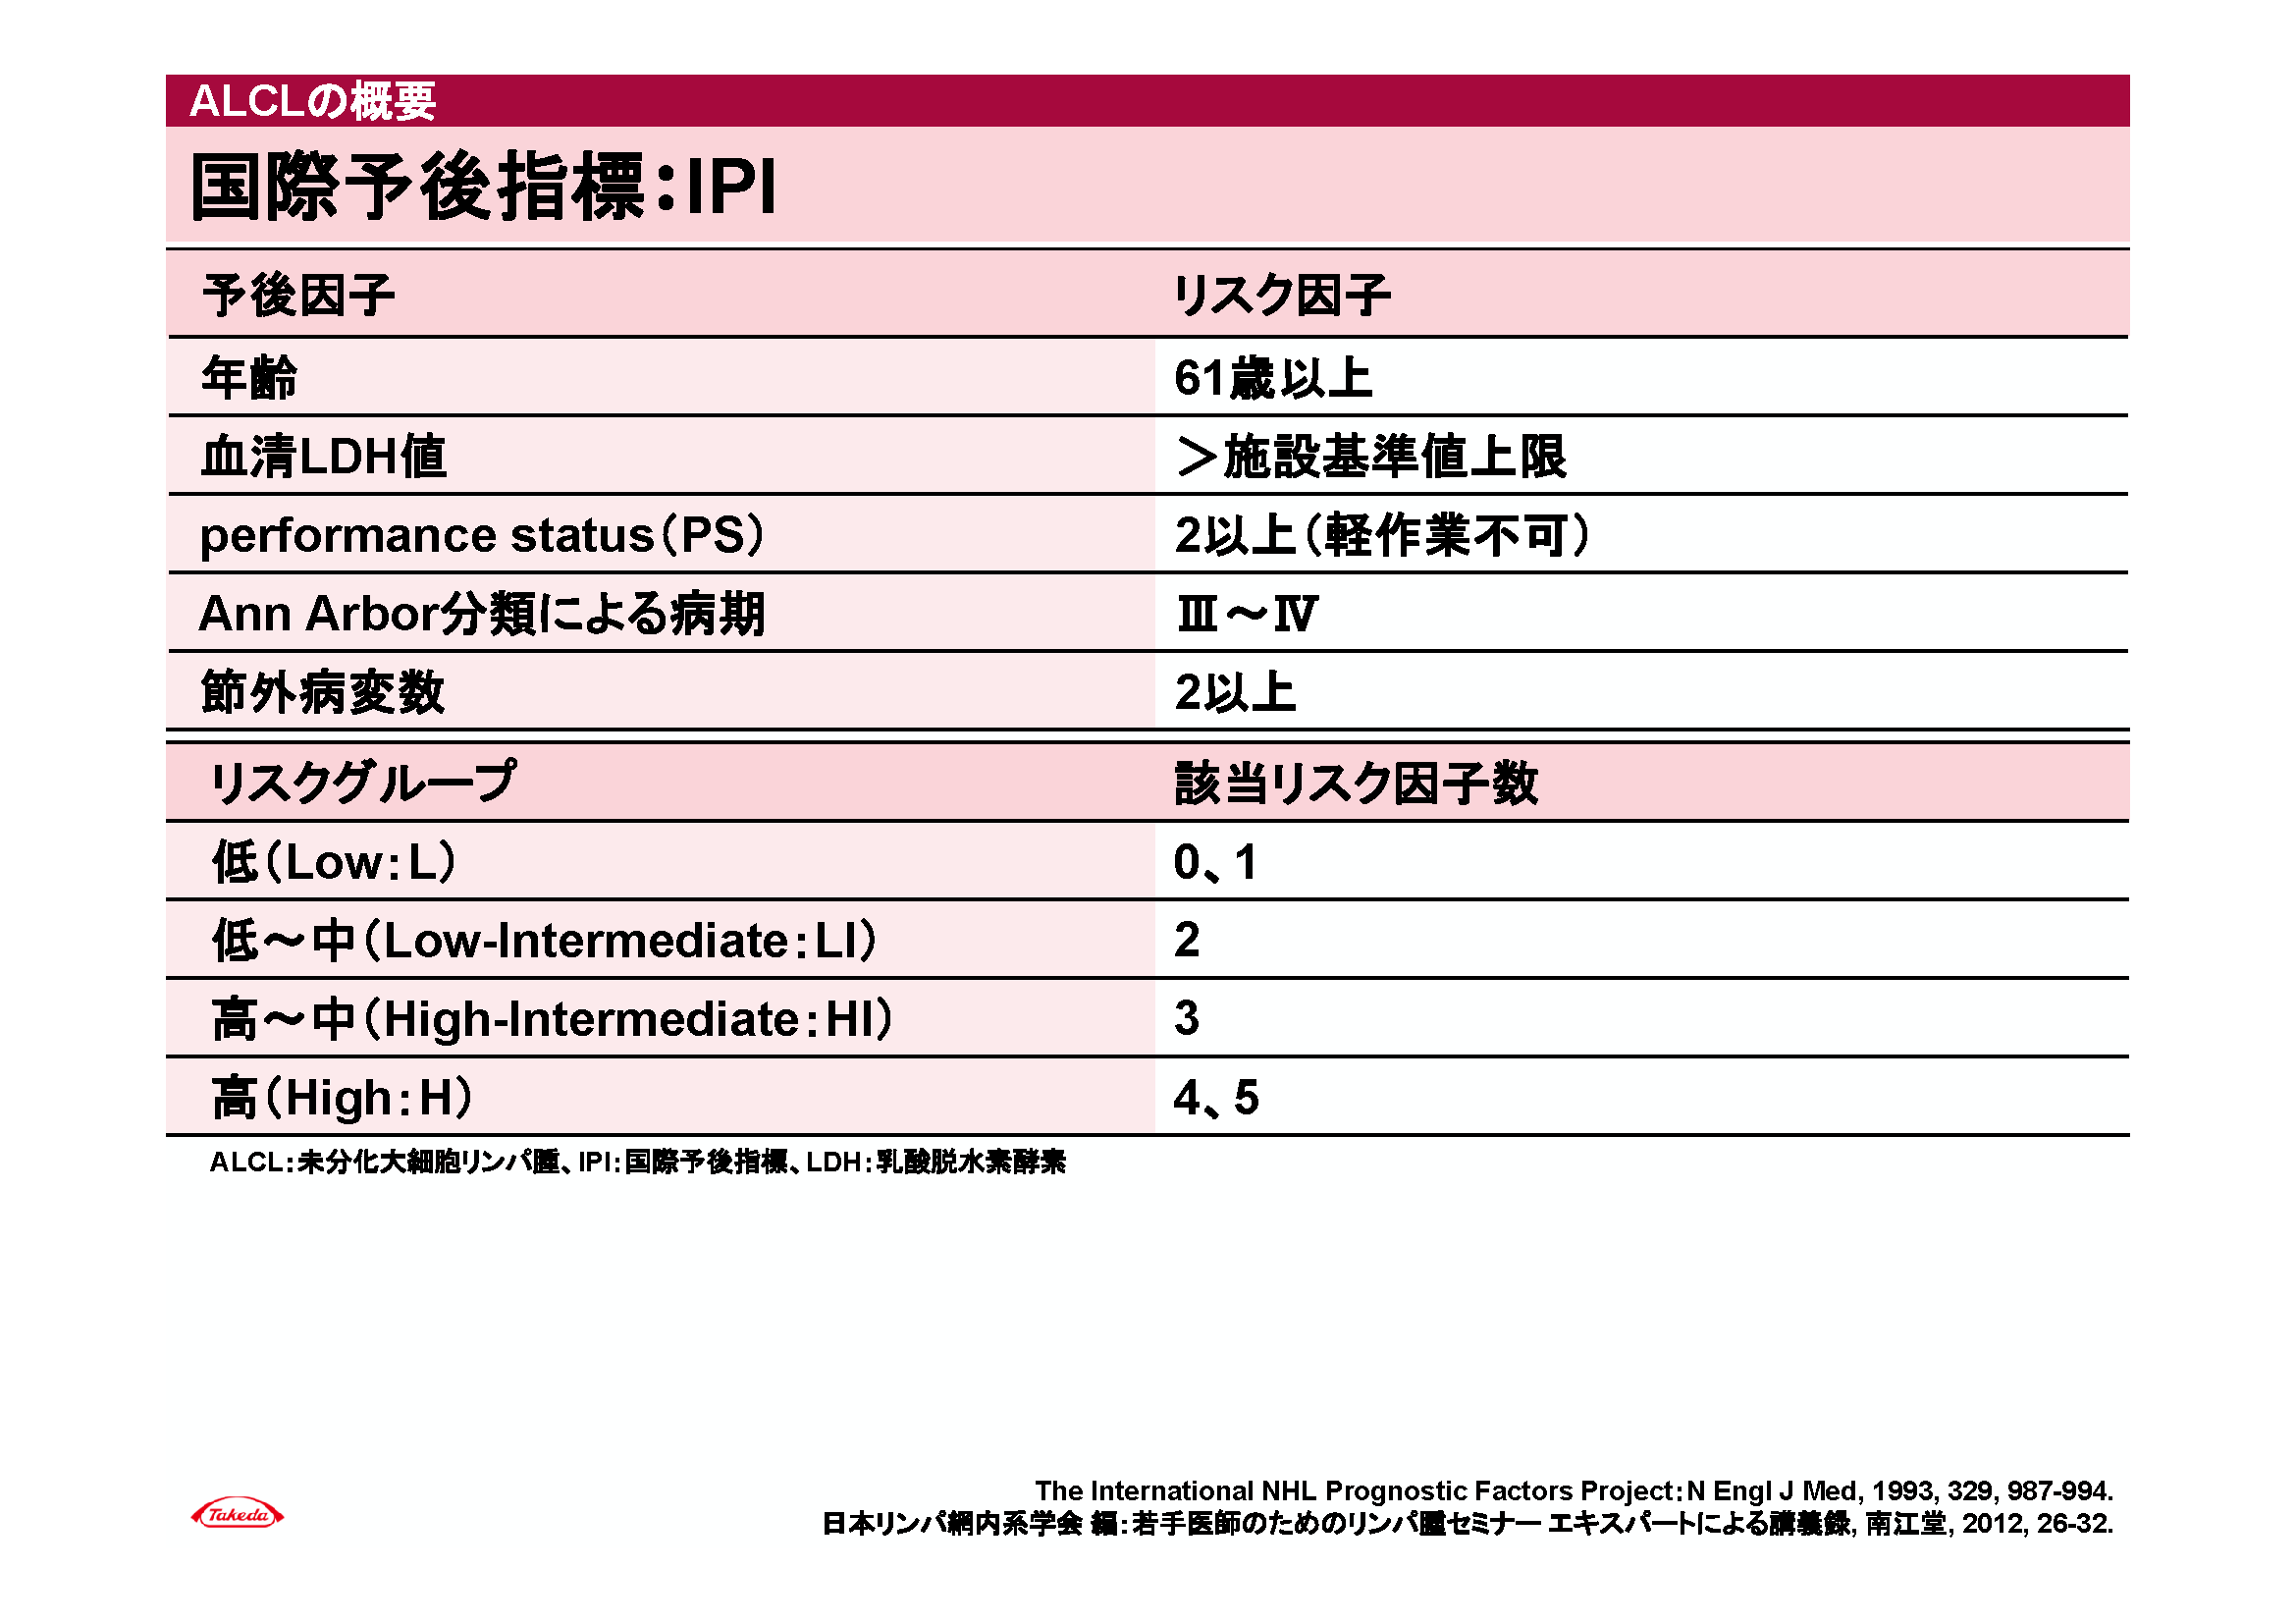 ALCLの概要
国際予後指標：IPI
予後因子 リスク因子
年齢 61歳以上
血清LDH値 ＞施設基準値上限
performance status（PS） 2以上（軽作業不可）
Ann Arbor分類による病期 Ⅲ～Ⅳ
節外病変数 2以上
リスクグループ 該当リスク因子数
低（Low：L） 0、1
低～中（Low-Intermediate：LI） 2
高～中（High-Intermediate：HI） 3
高（High：H） 4、5
ALCL：未分化大細胞リンパ腫、IPI：国際予後指標、LDH：乳酸脱水素酵素
The International NHL Prognostic Factors Project：N Engl J Med, 1993, 329, 987-994.
日本リンパ網内系学会 編：若手医師のためのリンパ腫セミナー エキスパートによる講義録, 南江堂, 2012, 26-32.
Takeda